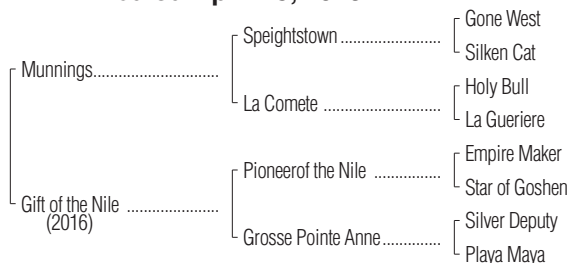 Gone West
Speightstown
Silken Cat
Munnings
Holy Bull
La Comete
La Gueriere
Empire Maker
Pioneerof the Nile
Star of Goshen
Gift of the Nile
(2016)
Silver Deputy
Grosse Pointe Anne
Playa Maya